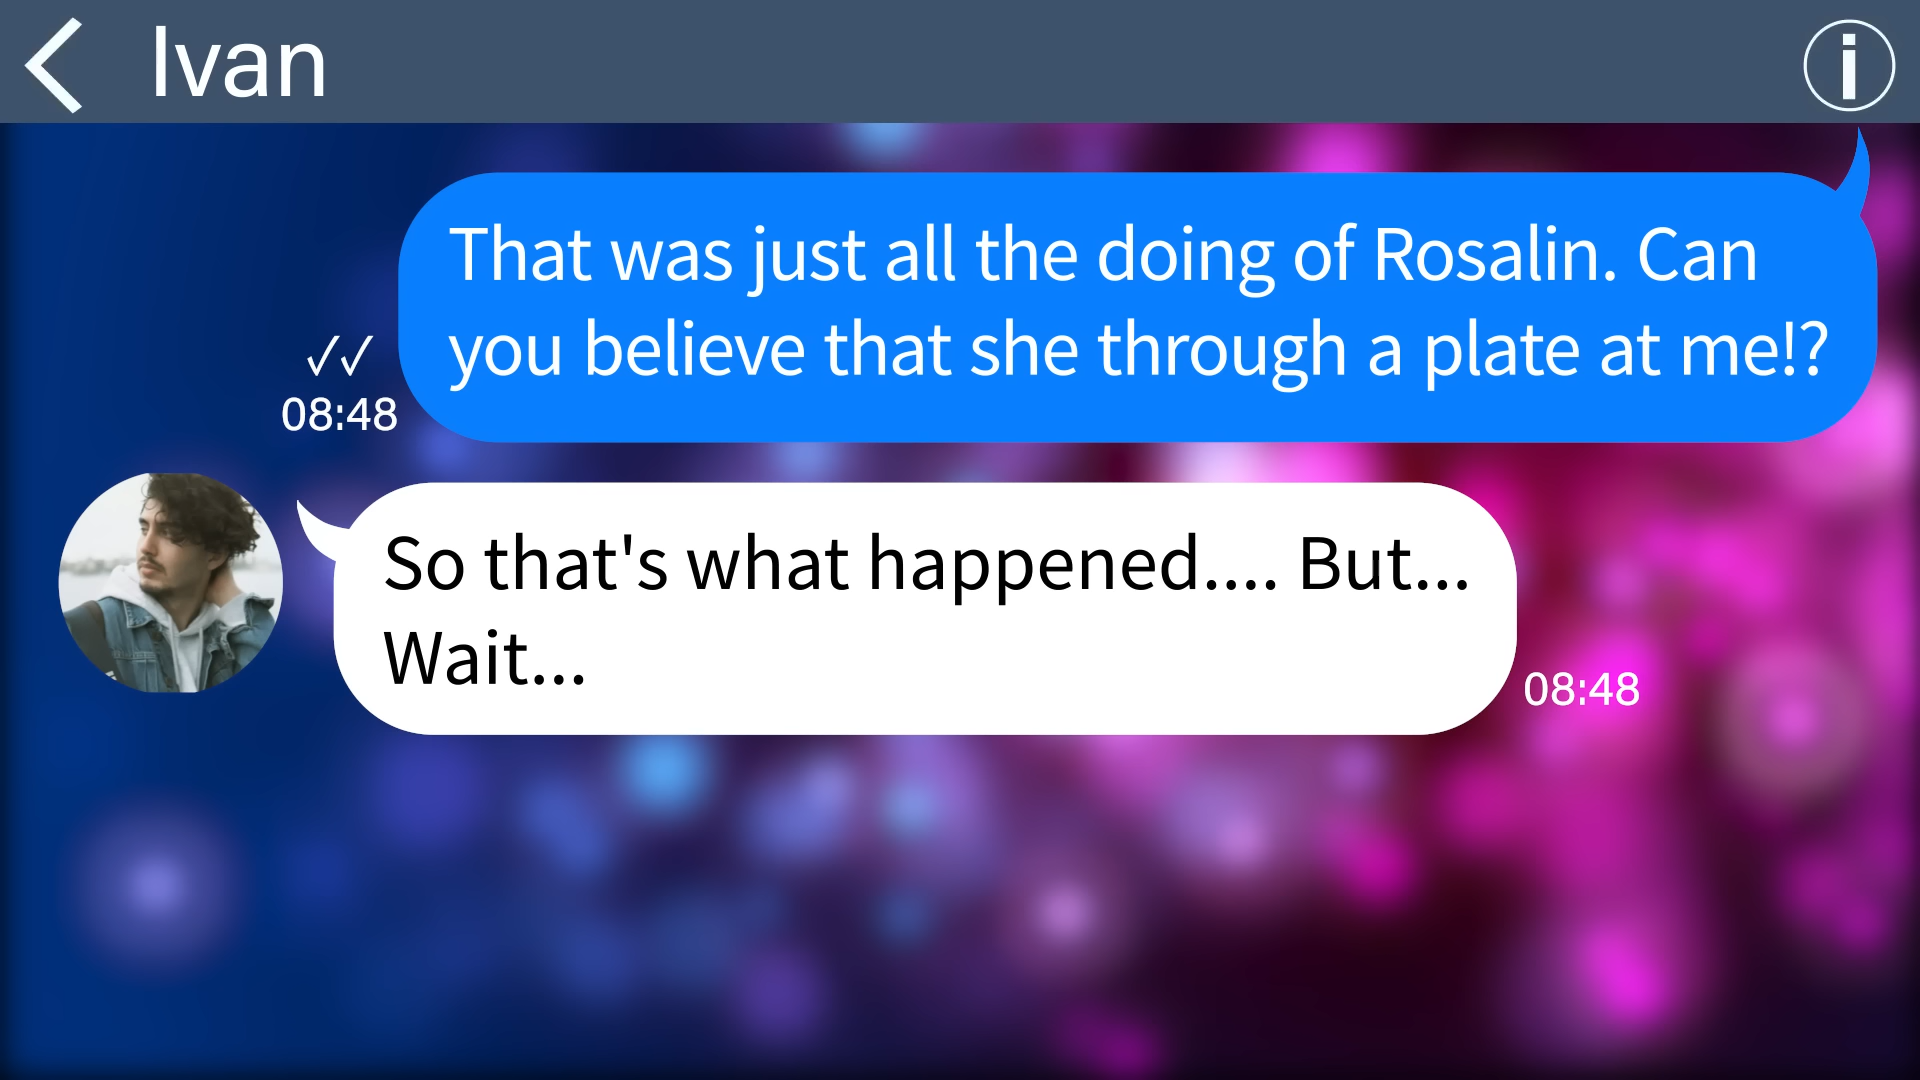 Ivan
That was just all the doing of Rosalin. Can
you believe that she through a plate at me!?
✓✓
08:48
So that's what happened.... But...
Wait...
08:48